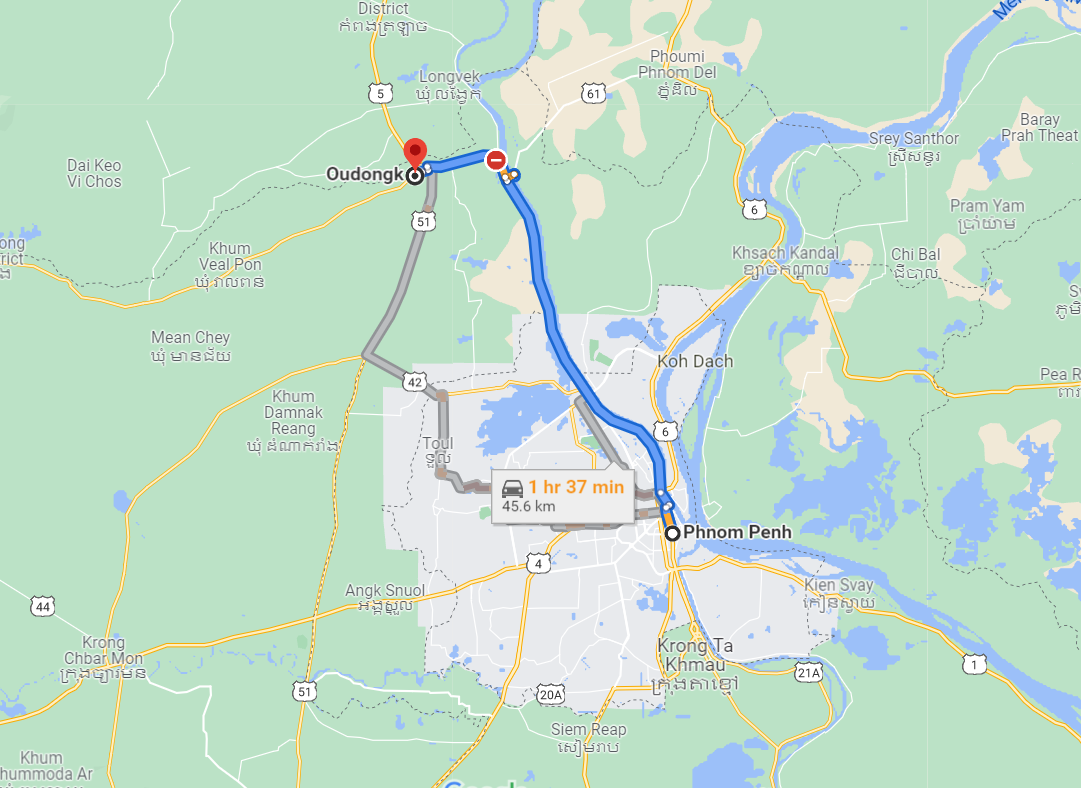 District
កំពង់ត្រឡាច
Longvek
ឃុំលង្វែក
5
61
Phoumi
Phnom Del
ភ្នំដិល
Baray
Prah Theat
Srey Santhor
ស្រីសន្ធរ
Dai Keo
Vi Chos
Oudongk
51
6
Pram Yam
ប្រាំយ៉ាម
Khum
Veal Pon
ឃុំវាលពន់
Khsach Kandal
ខ្សាច់កណ្ដាល
Chi Bal
ជីបាល
Mean Chey
ឃុំ មានជ័យ
Koh Dach
42
Khum
Damnak
Reang
ឃុំ ដំណាក់រាំង
6
Toul
ទួល
1 hr 37 min
45.6 km
Phnom Penh
4
Angk Snuol
អង្គស្នួល
Kien Svay
កៀនស្វាយ
44
Krong
Chbar Mon
ក្រុងច្បារមន
Krong Ta
Khmau
ក្រុងតាខ្មៅ
1
21A
51
20A
Siem Reap
សៀមរាប
Khum